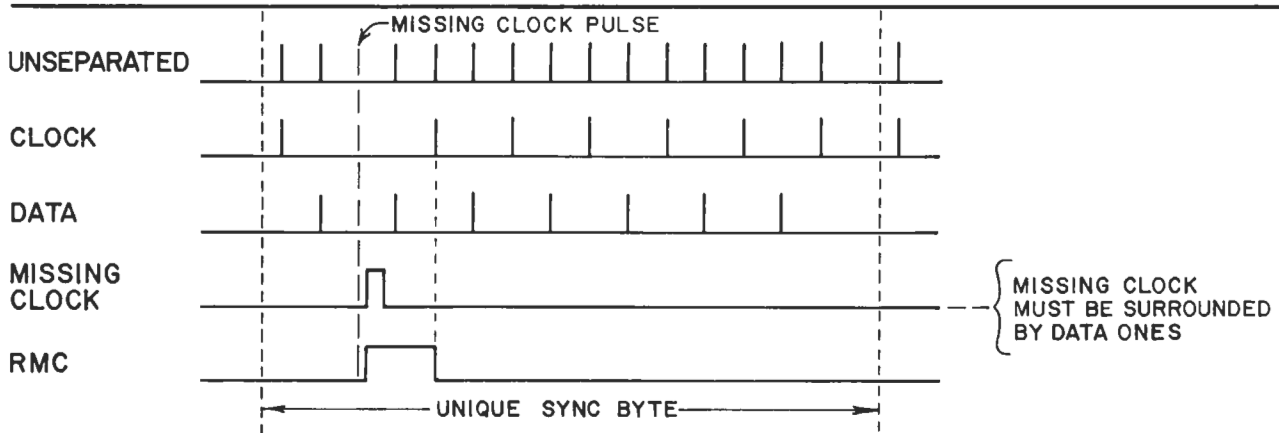 MISSING CLOCK PULSE
UNSEPARATED
CLOCK
DATA
MISSING
CLOCK
MISSING CLOCK
MUST BE SURROUNDED
BY DATA ONES
RMC
UNIQUE SYNC BYTE